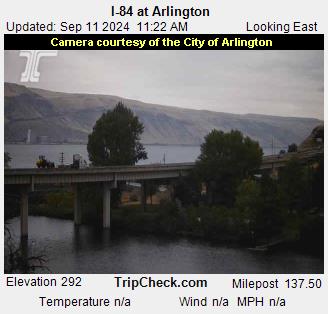 I-84 at Arlington
Updated: Sep 11 2024 11:22 AM Looking East
Camera courtesy of the City of Arlington
Elevation 292 TripCheck.com Milepost 137.50
Temperature n/a Wind n/a MPH n/a